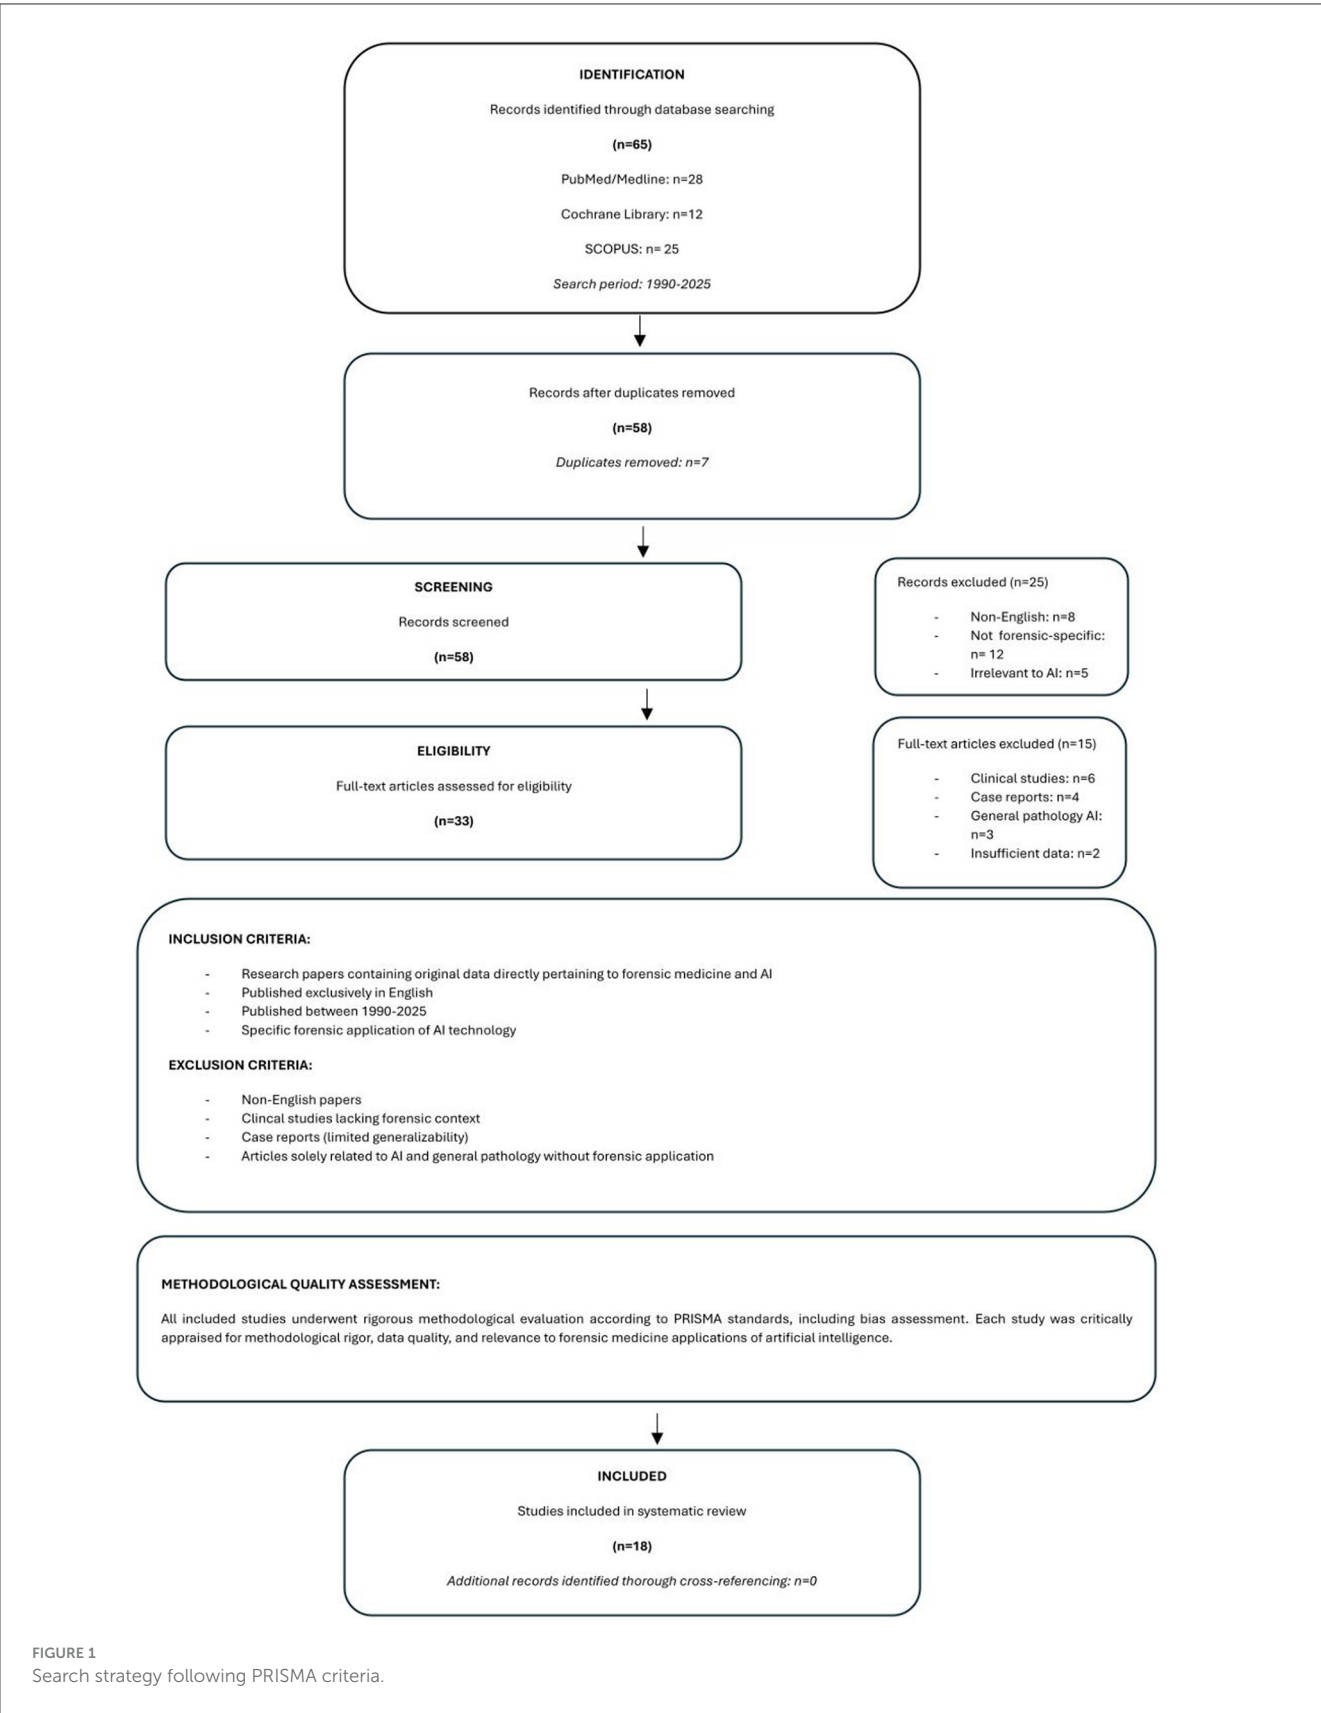 IDENTIFICATION
Records identified through database searching
(n=65)
PubMed/Medline: n=28
Cochrane Library: n=12
SCOPUS: n= 25
Search period: 1990-2025
Records after duplicates removed
(n=58)
Duplicates removed: n=7
SCREENING
Records screened
(n=58)
Records excluded (n=25)
- Non-English: n=8
- Not forensic-specific:
n= 12
- Irrelevant to AI: n=5
ELIGIBILITY
Full-text articles assessed for eligibility
(n=33)
Full-text articles excluded (n=15)
- Clinical studies: n=6
- Case reports: n=4
- General pathology AI:
n=3
- Insufficient data: n=2
INCLUSION CRITERIA:
- Research papers containing original data directly pertaining to forensic medicine and AI
- Published exclusively in English
- Published between 1990-2025
- Specific forensic application of AI technology
EXCLUSION CRITERIA:
- Non-English papers
- Clincal studies lacking forensic context
- Case reports (limited generalizability)
- Articles solely related to AI and general pathology without forensic application
METHODOLOGICAL QUALITY ASSESSMENT:
All included studies underwent rigorous methodological evaluation according to PRISMA standards, including bias assessment. Each study was critically
appraised for methodological rigor, data quality, and relevance to forensic medicine applications of artificial intelligence.
INCLUDED
Studies included in systematic review
(n=18)
Additional records identified thorough cross-referencing: n=0
FIGURE 1
Search strategy following PRISMA criteria.